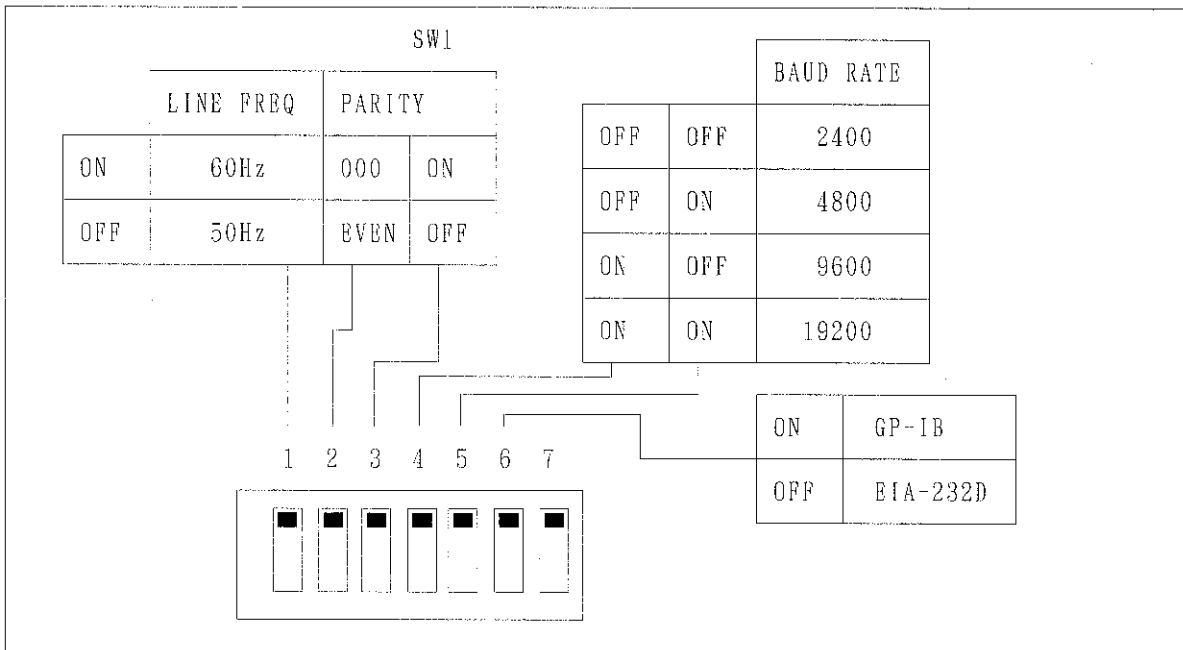 SW1
LINE FREQ PARITY
ON 60Hz 000 ON
OFF 50Hz EVEN OFF
BAUD RATE
OFF OFF 2400
OFF ON 4800
ON OFF 9600
ON ON 19200
ON GP-IB
OFF EIA-232D
1 2 3 4 5 6 7